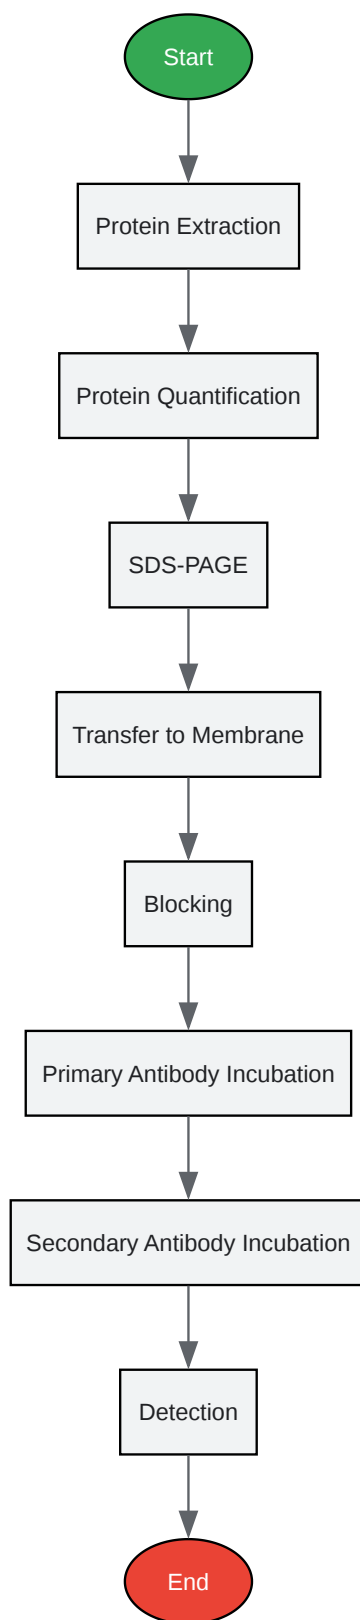 Start
Protein Extraction
Protein Quantification
SDS-PAGE
Transfer to Membrane
Blocking
Primary Antibody Incubation
Secondary Antibody Incubation
Detection
End